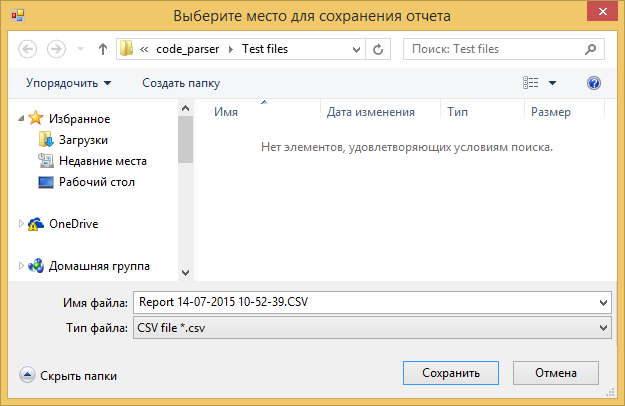 Выберите место для сохранения отчета
« code_parser Test files
Поиск: Test files
Упорядочить Создать папку
Имя Дата изменения Тип Размер
Нет элементов, удовлетворяющих условиям поиска.
Избранное
Загрузки
Недавние места
Рабочий стол
OneDrive
Домашняя группа
Имя файла: Report 14-07-2015 10-52-39.CSV
Тип файла: CSV file *.csv
Скрыть папки Сохранить Отмена